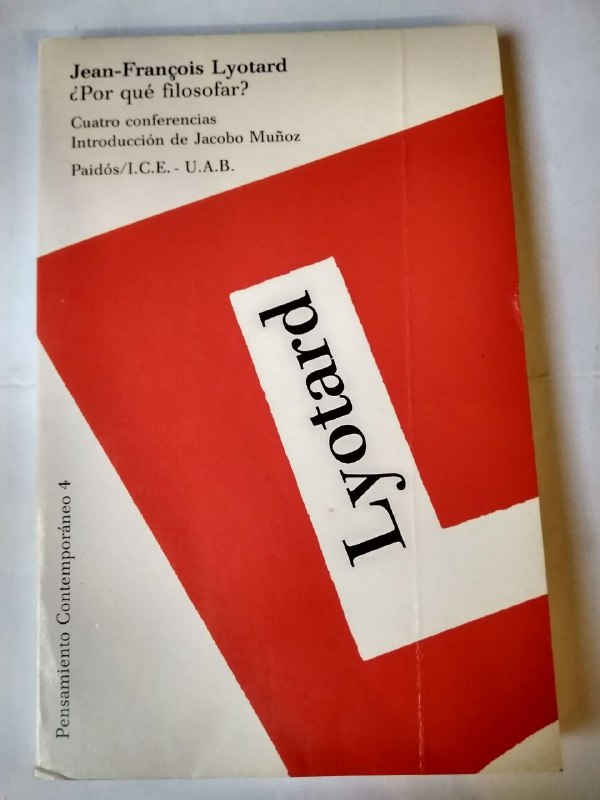 Jean-François Lyotard
¿Por qué filosofar?
Cuatro conferencias
Introducción de Jacobo Muñoz
Paidós/I.C.E. - U.A.B.
Lyotard
Pensamiento Contemporáneo 4